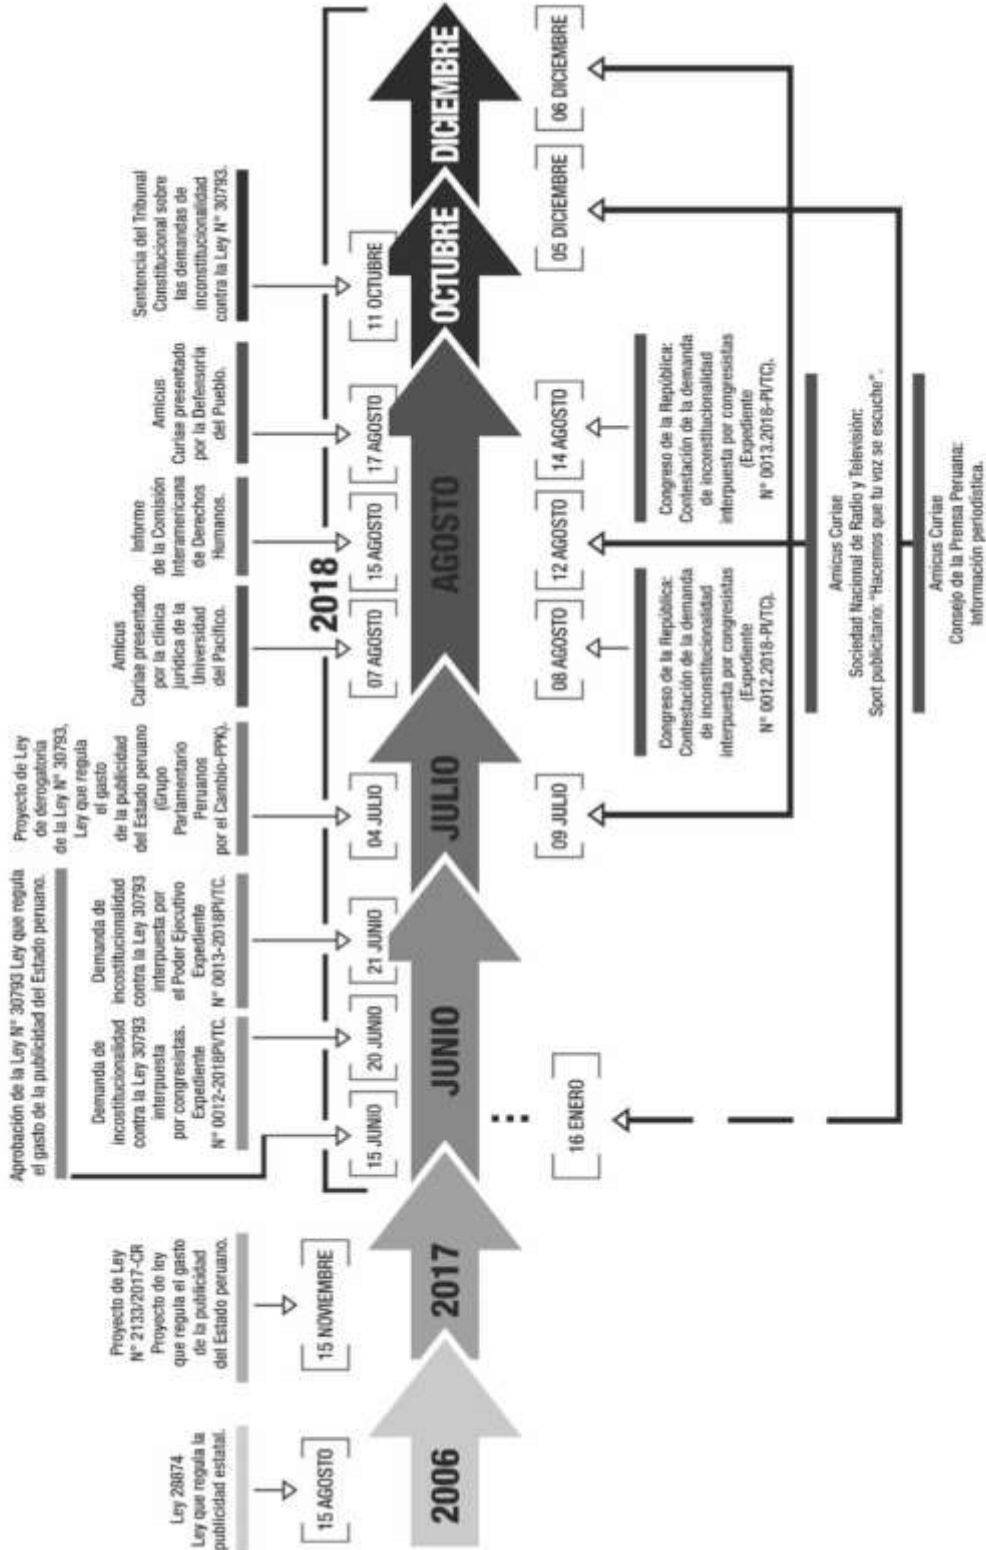 Ley 28874
Ley que regula la
publicidad estatal.
15 AGOSTO
2006
Proyecto de Ley
N° 2133/2017-CR
Proyecto de ley
que regula el gasto
de la publicidad
del Estado peruano.
15 NOVIEMBRE
2017
2018
Aprobación de la Ley N° 30793 Ley que regula
el gasto de la publicidad del Estado peruano.
15 JUNIO
Demanda de
incostitucionalidad
contra la Ley 30793
interpuesta
por congresistas.
Expediente
N° 0012-2018PI/TC.
20 JUNIO
Demanda de
incostitucionalidad
contra la Ley 30793
interpuesta por
el Poder Ejecutivo
Expediente
N° 0013-2018PI/TC.
21 JUNIO
JUNIO
Proyecto de Ley
de derogatoria
de la Ley N° 30793,
Ley que regula
el gasto
de la publicidad
del Estado peruano
(Grupo
Parlamentario
Peruanos
por el Cambio-PPK).
04 JULIO
JULIO
Amicus
Curiae presentado
por la clínica
jurídica de la
Universidad
del Pacífico.
07 AGOSTO
Informe
de la Comisión
Interamericana
de Derechos
Humanos.
15 AGOSTO
Amicus
Curiae presentado
por la Defensoría
del Pueblo.
17 AGOSTO
AGOSTO
Sentencia del Tribunal
Constitucional sobre
las demandas de
inconstitucionalidad
contra la Ley N° 30793.
11 OCTUBRE
OCTUBRE
DICIEMBRE
16 ENERO
09 JULIO
08 AGOSTO
12 AGOSTO
14 AGOSTO
05 DICIEMBRE
06 DICIEMBRE
Congreso de la República:
Contestación de la demanda
de inconstitucionalidad
interpuesta por congresistas
(Expediente
N° 0012.2018-PI/TC).
Congreso de la República:
Contestación de la demanda
de inconstitucionalidad
interpuesta por congresistas
(Expediente
N° 0013.2018-PI/TC).
Amicus Curiae
Sociedad Nacional de Radio y Televisión:
Spot publicitario: "Hacemos que tu voz se escuche".
Amicus Curiae
Consejo de la Prensa Peruana:
Información periodística.